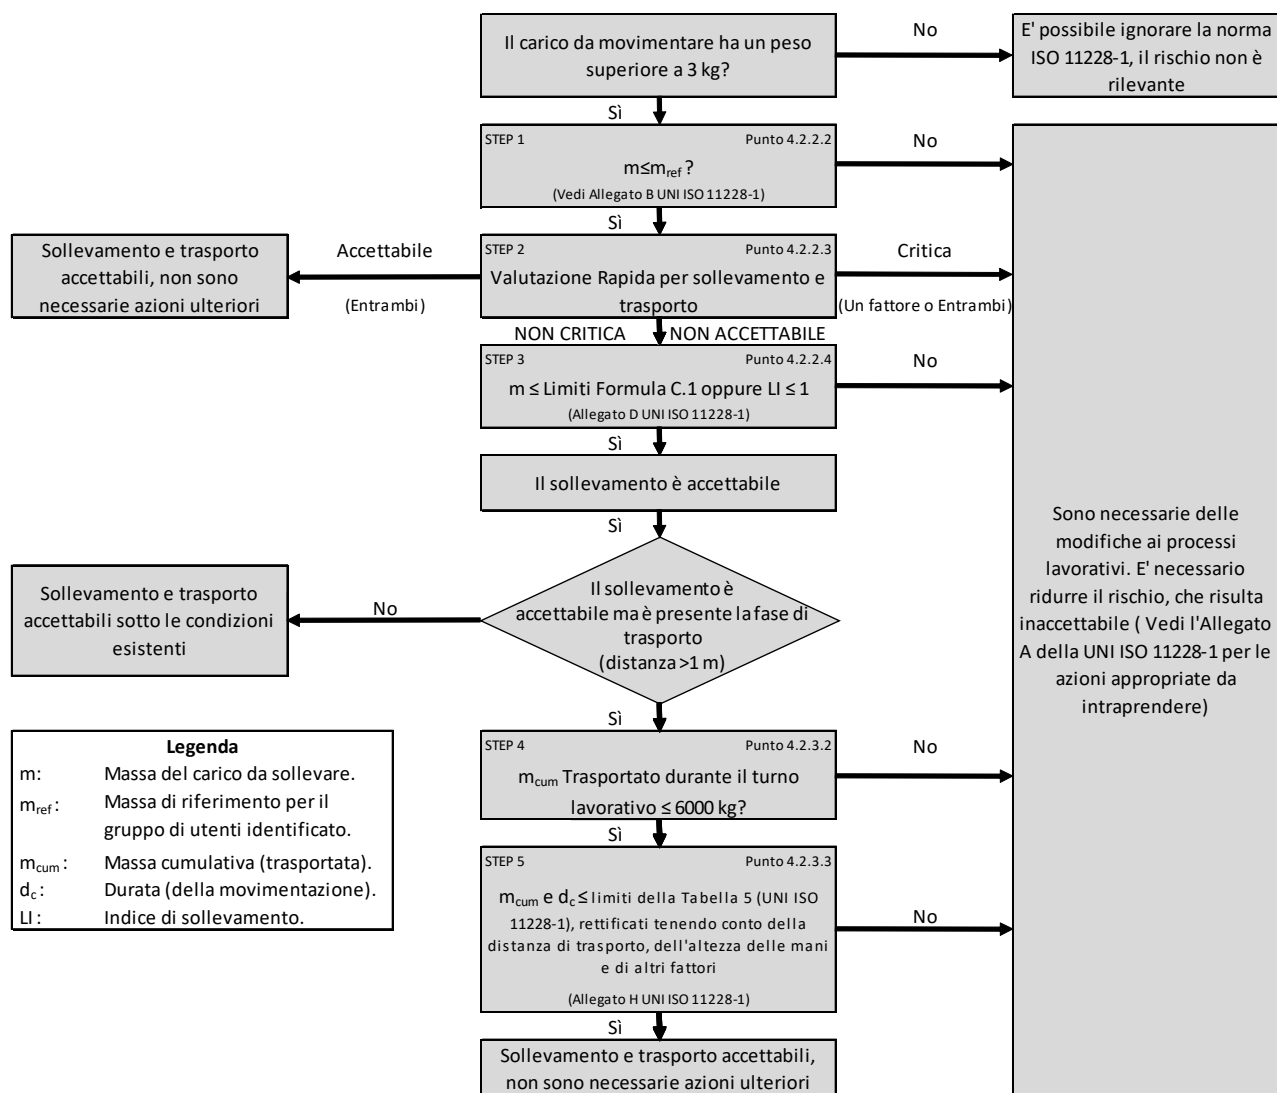 Il carico da movimentare ha un peso
superiore a 3 kg?
No
E' possibile ignorare la norma
ISO 11228-1, il rischio non è
rilevante
Sì
STEP 1 Punto 4.2.2.2
m≤mref ?
(Vedi Allegato B UNI ISO 11228-1)
No
Sì
STEP 2 Punto 4.2.2.3
Valutazione Rapida per sollevamento e
trasporto
Accettabile
(Entrambi)
Sollevamento e trasporto
accettabili, non sono
necessarie azioni ulteriori
Critica
(Un fattore o Entrambi)
NON CRITICA NON ACCETTABILE
STEP 3 Punto 4.2.2.4
m ≤ Limiti Formula C.1 oppure LI ≤ 1
(Allegato D UNI ISO 11228-1)
No
Sì
Il sollevamento è accettabile
Sì
Il sollevamento è
accettabile ma è presente la fase di
trasporto
(distanza >1 m)
No
Sollevamento e trasporto
accettabili sotto le condizioni
esistenti
Sono necessarie delle
modifiche ai processi
lavorativi. E' necessario
ridurre il rischio, che risulta
inaccettabile ( Vedi l'Allegato
A della UNI ISO 11228-1 per le
azioni appropriate da
intraprendere)
Sì
STEP 4 Punto 4.2.3.2
mcum Trasportato durante il turno
lavorativo ≤ 6000 kg?
No
Sì
STEP 5 Punto 4.2.3.3
mcum e dc ≤ limiti della Tabella 5 (UNI ISO
11228-1), rettificati tenendo conto della
distanza di trasporto, dell'altezza delle mani
e di altri fattori
(Allegato H UNI ISO 11228-1)
No
Sì
Sollevamento e trasporto accettabili,
non sono necessarie azioni ulteriori
Legenda
m: Massa del carico da sollevare.
mref : Massa di riferimento per il
gruppo di utenti identificato.
mcum : Massa cumulativa (trasportata).
dc : Durata (della movimentazione).
LI : Indice di sollevamento.